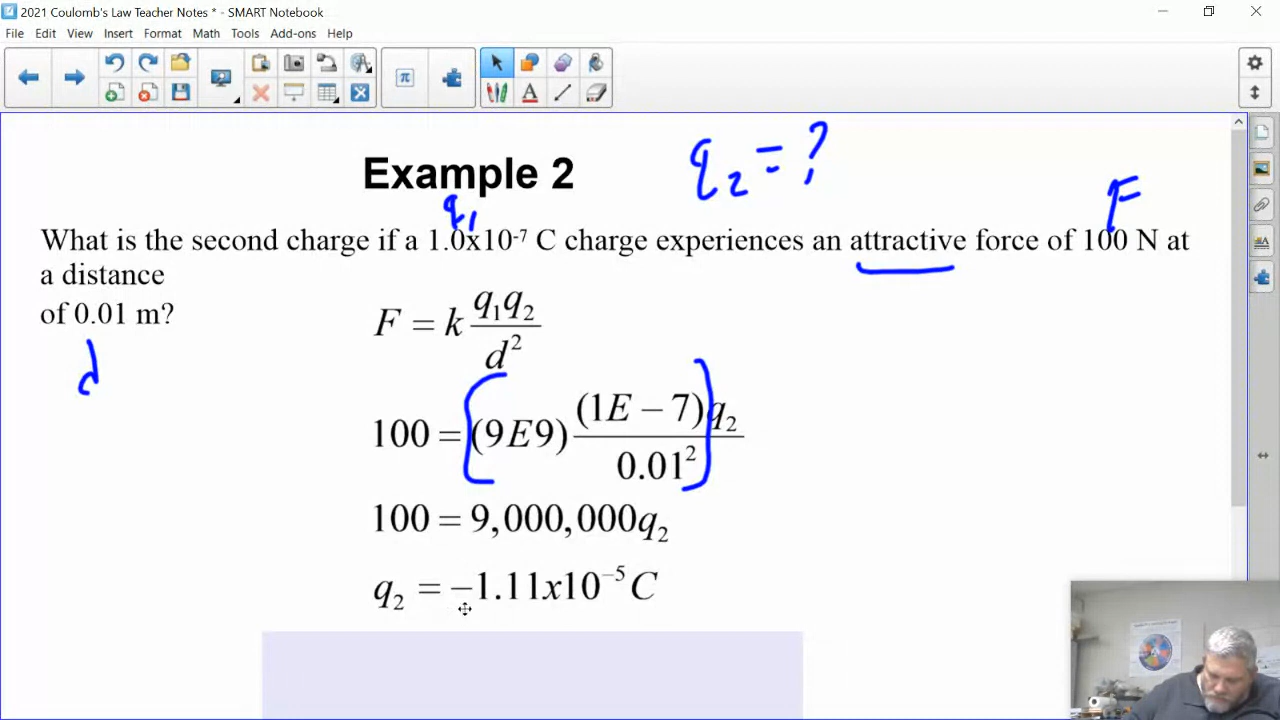 2021 Coulomb's Law Teacher Notes * - SMART Notebook
File Edit View Insert Format Math Tools Add-ons Help
Example 2
q₂ = ?
q₁
F
What is the second charge if a 1.0x10⁻⁷ C charge experiences an attractive force of 100 N at
a distance
of 0.01 m?
d
F = k q₁q₂ / d²
100 = (9E9) (1E − 7)q₂ / 0.01²
100 = 9,000,000q₂
q₂ = −1.11x10⁻⁵ C